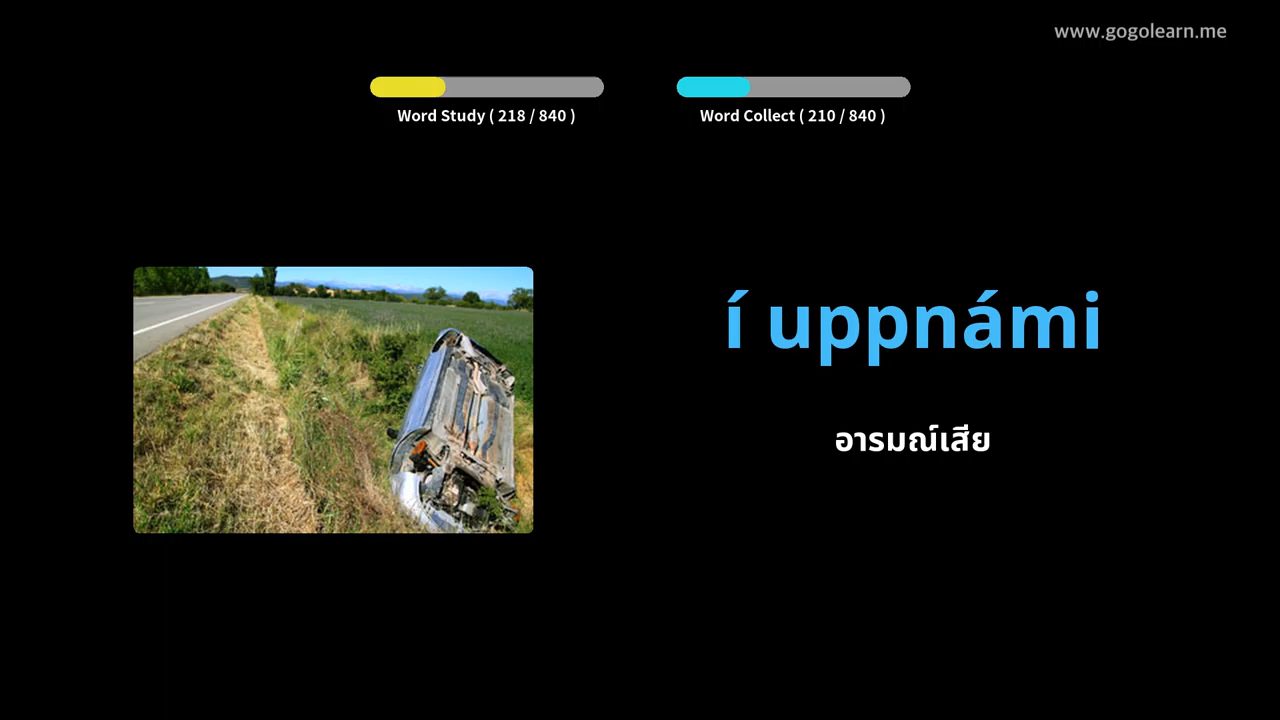 www.gogolearn.me
Word Study ( 218 / 840 )
Word Collect ( 210 / 840 )
í uppnámi
อารมณ์เสีย